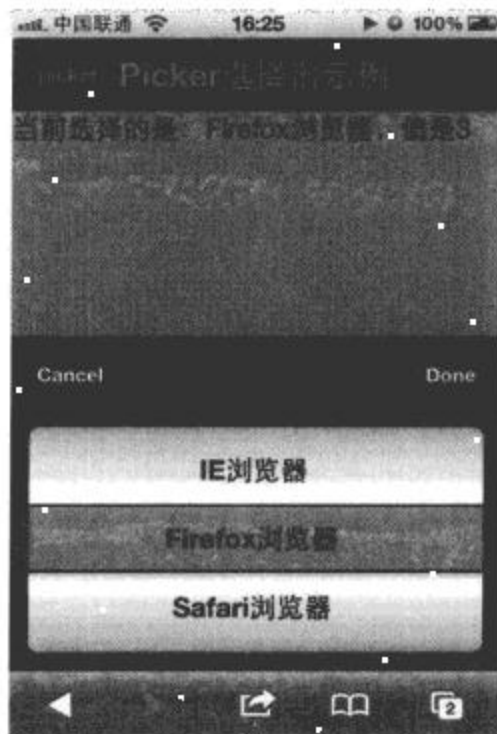 中国联通 16:25 100%
picker Picker选择器示例
当前选择的是：Firefox浏览器，值是3
Cancel Done
IE浏览器
Firefox浏览器
Safari浏览器
2